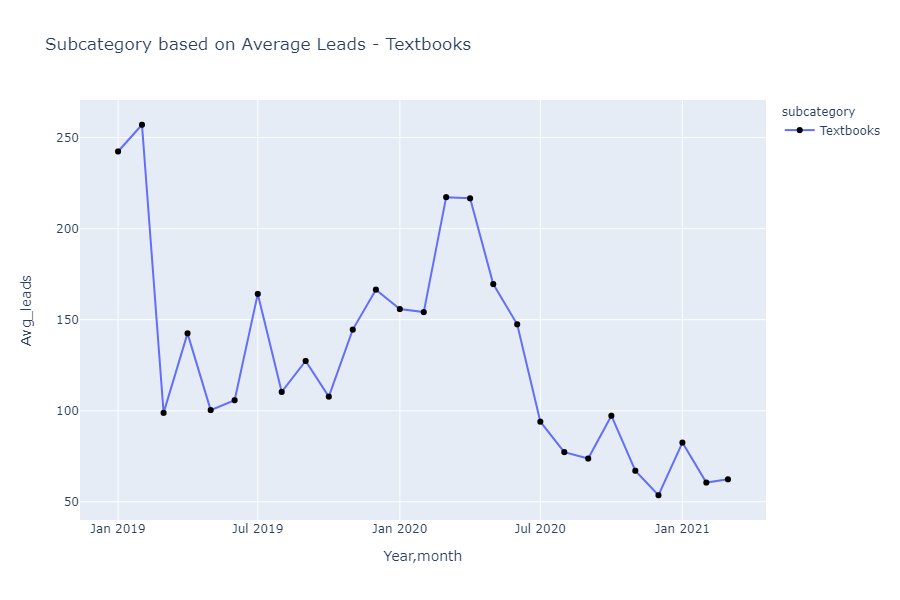 Subcategory based on Average Leads - Textbooks
subcategory
Textbooks
Avg_leads
250
200
150
100
50
Jan 2019
Jul 2019
Jan 2020
Jul 2020
Jan 2021
Year,month